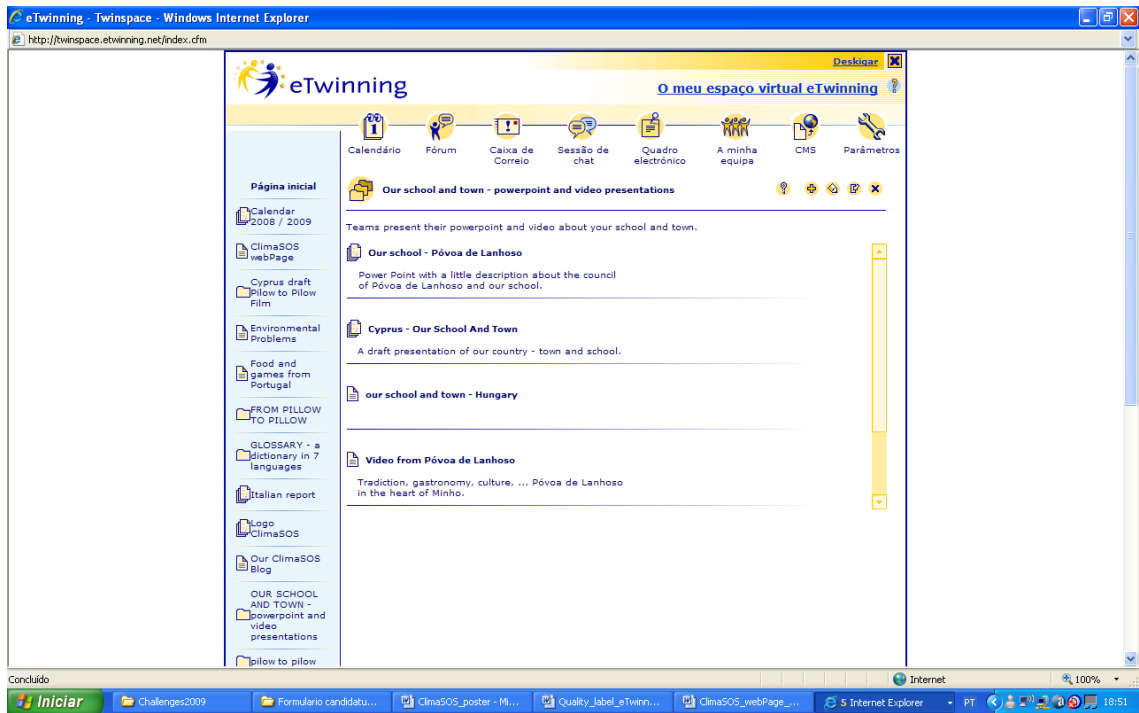 eTwinning - Twinspace - Windows Internet Explorer
http://twinspace.etwinning.net/index.cfm
Desligar
eTwinning
O meu espaço virtual eTwinning
Calendário
Fórum
Caixa de
Correio
Sessão de
chat
Quadro
electrónico
A minha
equipa
CMS
Parâmetros
Página inicial
Calendar
2008 / 2009
ClimaSOS
webPage
Cyprus draft
Pilow to Pilow
Film
Environmental
Problems
Food and
games from
Portugal
FROM PILLOW
TO PILLOW
GLOSSARY - a
dictionary in 7
languages
Italian report
Logo
ClimaSOS
Our ClimaSOS
Blog
OUR SCHOOL
AND TOWN -
powerpoint and
video
presentations
pilow to pilow
Our school and town - powerpoint and video presentations
Teams present their powerpoint and video about your school and town.
Our school - Póvoa de Lanhoso
Power Point with a little description about the council
of Póvoa de Lanhoso and our school.
Cyprus - Our School And Town
A draft presentation of our country - town and school.
our school and town - Hungary
Video from Póvoa de Lanhoso
Tradiction, gastronomy, culture, ... Póvoa de Lanhoso
in the heart of Minho.
Concluído
Internet
100%
Iniciar
Challenges2009
Formulario candidatu...
ClimaSOS_poster - Mi...
Quality_label_eTwinn...
ClimaSOS_webPage_...
5 Internet Explorer
PT
18:51